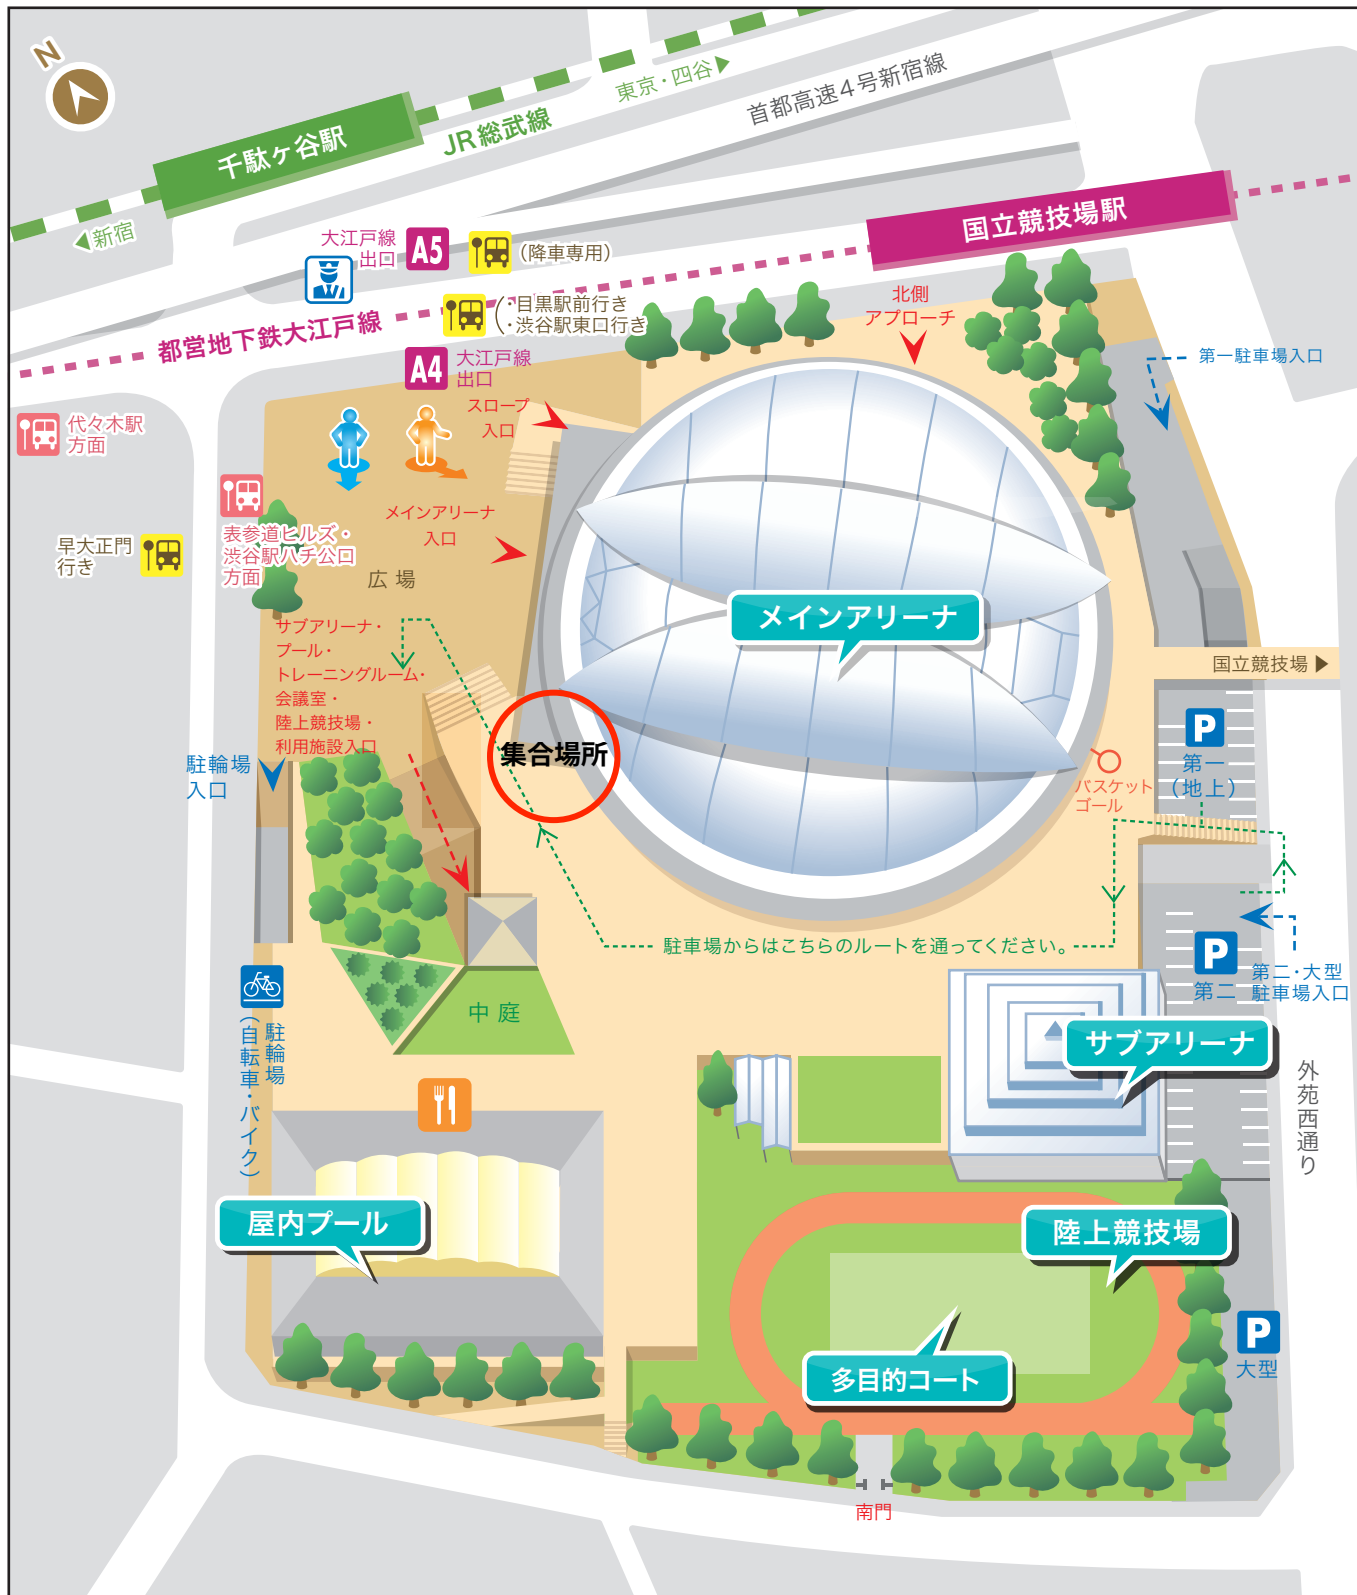 N
千駄ヶ谷駅
JR総武線
東京・四谷▶
首都高速4号新宿線
◀新宿
国立競技場駅
大江戸線
出口
A5
(降車専用)
・目黒駅前行き
・渋谷駅東口行き
都営地下鉄大江戸線
A4
大江戸線
出口
北側
アプローチ
第一駐車場入口
スロープ
入口
代々木駅
方面
表参道ヒルズ・
渋谷駅ハチ公口
方面
早大正門
行き
メインアリーナ
入口
広場
メインアリーナ
サブアリーナ・
プール・
トレーニングルーム・
会議室・
陸上競技場・
利用施設入口
国立競技場▶
駐輪場
入口
集合場所
P
第一
(地上)
バスケット
ゴール
駐車場からはこちらのルートを通ってください。
P
第二
第二・大型
駐車場入口
中庭
駐輪場
(自転車・バイク)
サブアリーナ
外苑西通り
屋内プール
陸上競技場
多目的コート
P
大型
南門